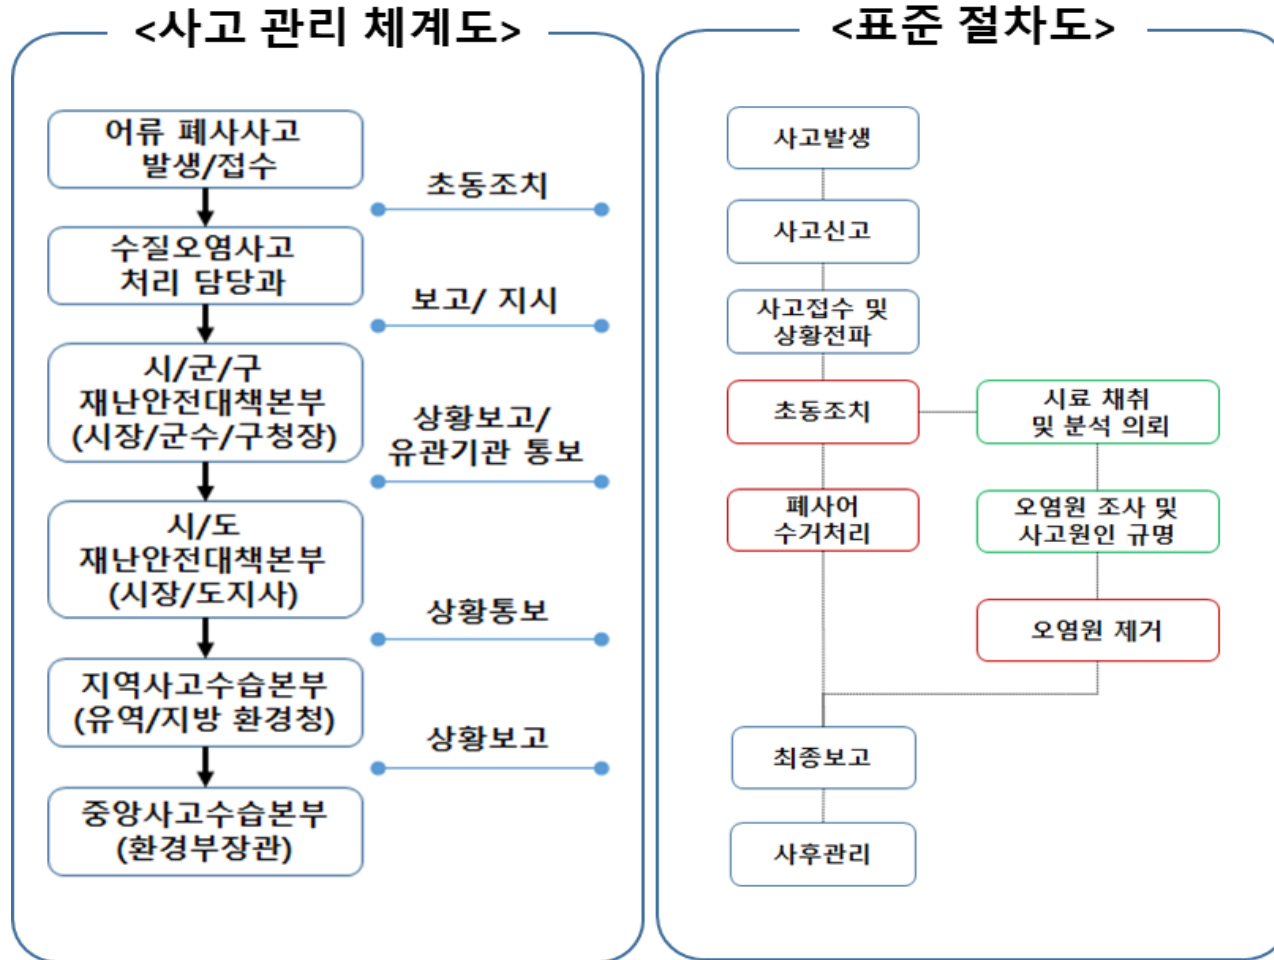 <사고 관리 체계도>
어류 폐사사고
발생/접수
초동조치
수질오염사고
처리 담당과
보고/ 지시
시/군/구
재난안전대책본부
(시장/군수/구청장)
상황보고/
유관기관 통보
시/도
재난안전대책본부
(시장/도지사)
상황통보
지역사고수습본부
(유역/지방 환경청)
상황보고
중앙사고수습본부
(환경부장관)
<표준 절차도>
사고발생
사고신고
사고접수 및
상황전파
초동조치
시료 채취
및 분석 의뢰
폐사어
수거처리
오염원 조사 및
사고원인 규명
오염원 제거
최종보고
사후관리